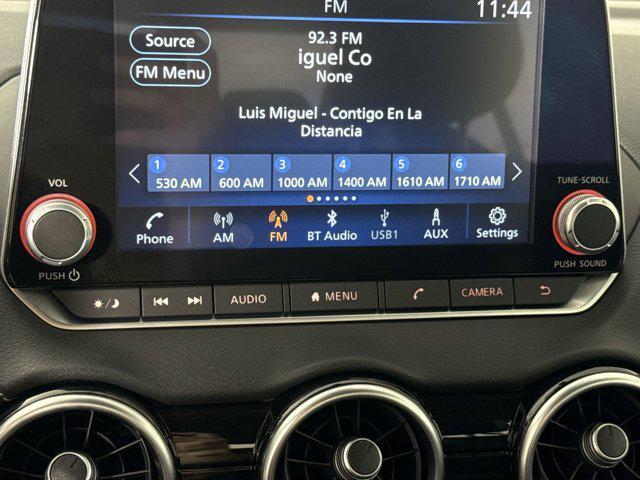 FM 11:44
Source
92.3 FM
iguel Co
FM Menu
None
Luis Miguel - Contigo En La
Distancia
1 2 3 4 5 6
530 AM 600 AM 1000 AM 1400 AM 1610 AM 1710 AM
VOL
TUNE·SCROLL
Phone AM FM BT Audio USB1 AUX Settings
PUSH
PUSH SOUND
AUDIO MENU CAMERA